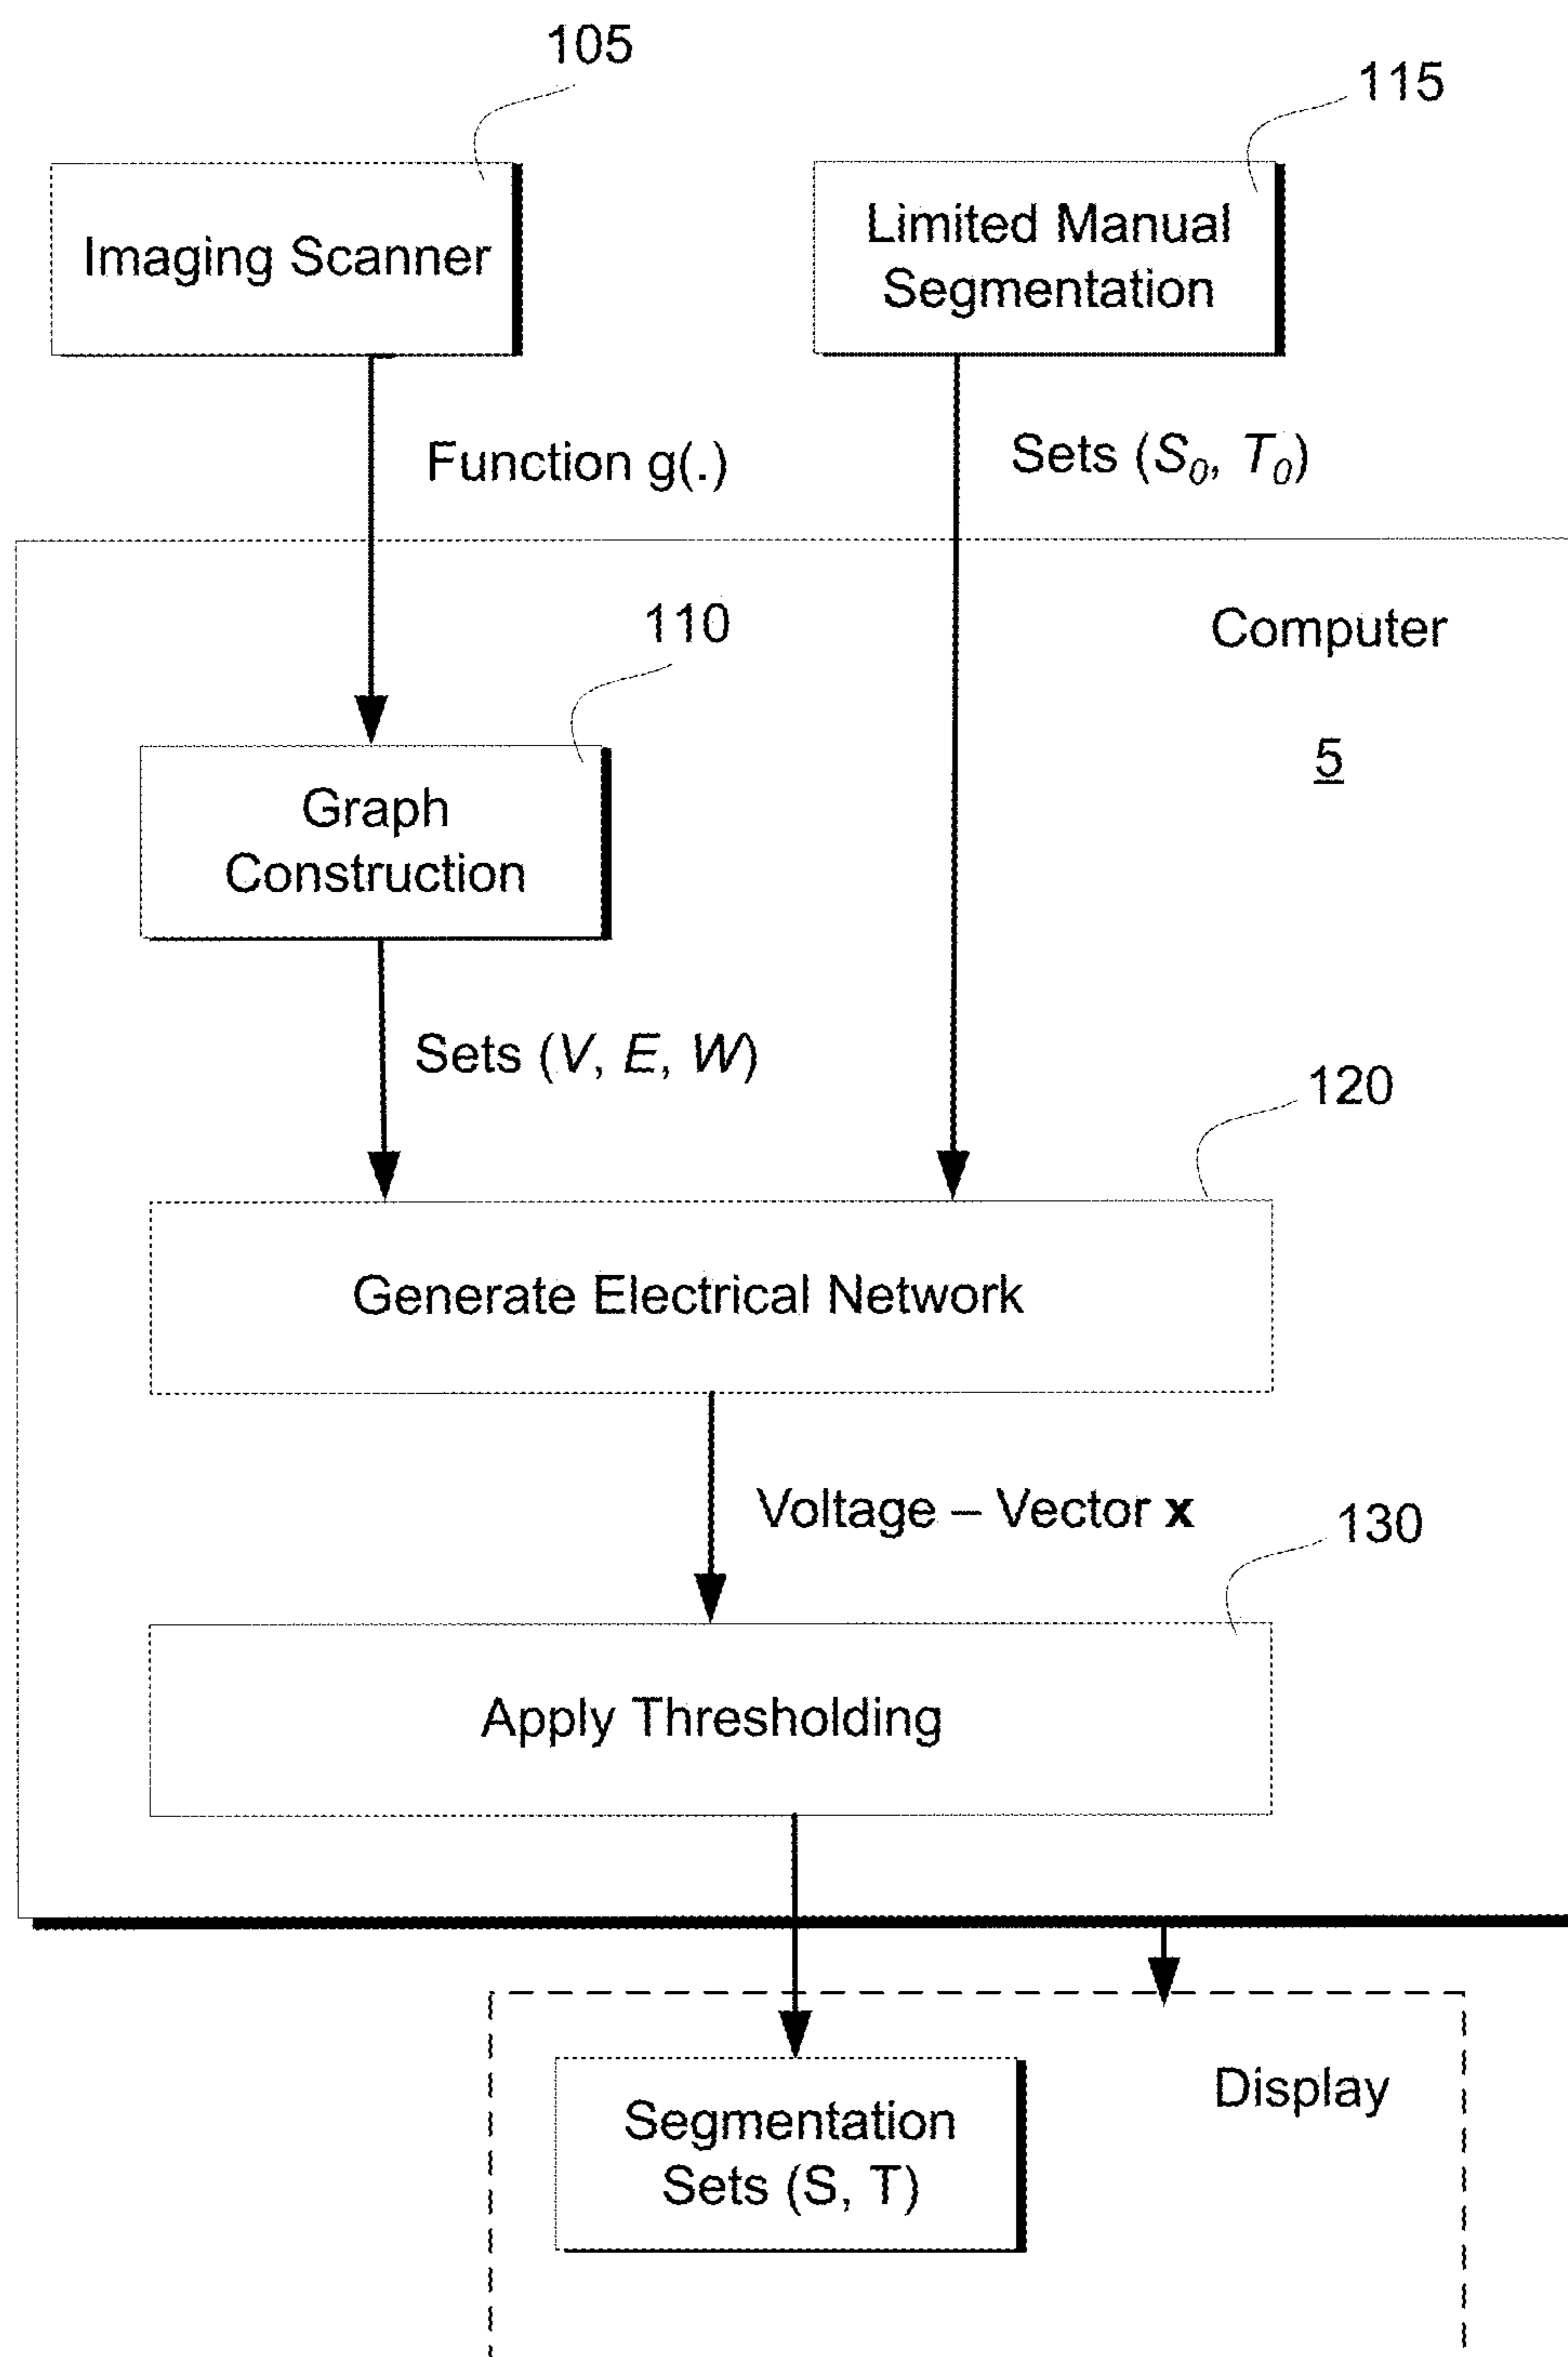 105
115
Imaging Scanner
Limited Manual
Segmentation
Function g(.)
Sets (S0, T0)
Computer
5
110
Graph
Construction
Sets (V, E, W)
120
Generate Electrical Network
Voltage – Vector x
130
Apply Thresholding
Display
Segmentation
Sets (S, T)